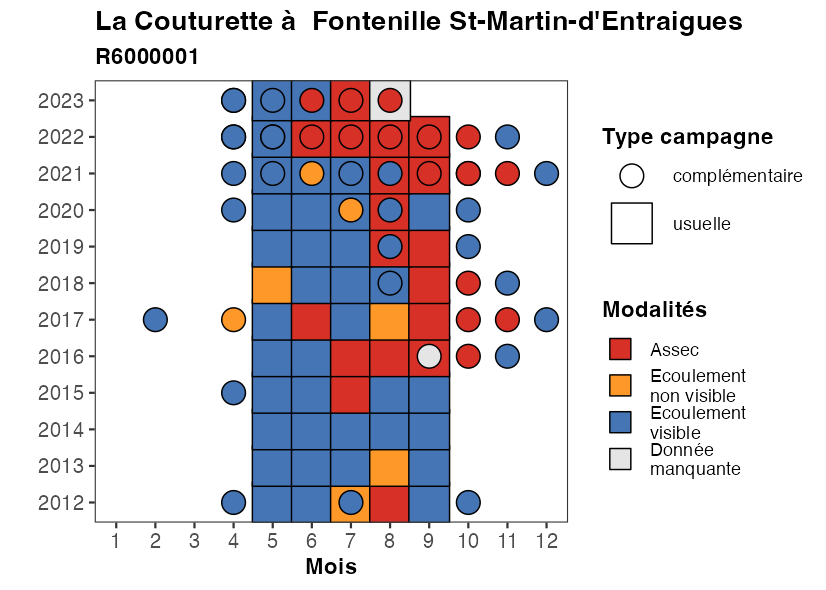 La Couturette à  Fontenille St-Martin-d'Entraigues
R6000001
2023
2022
2021
2020
2019
2018
2017
2016
2015
2014
2013
2012
1 2 3 4 5 6 7 8 9 10 11 12
Mois
Type campagne
complémentaire
usuelle
Modalités
Assec
Ecoulement
non visible
Ecoulement
visible
Donnée
manquante